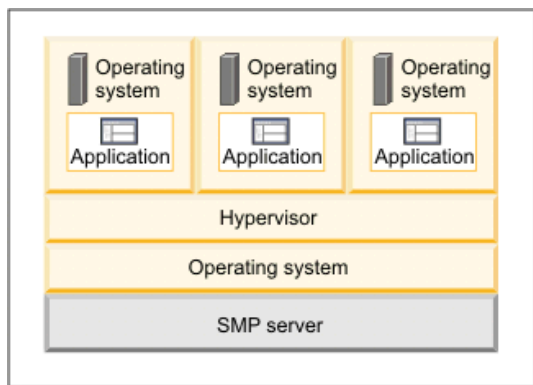 Operating
system
Application
Operating
system
Application
Operating
system
Application
Hypervisor
Operating system
SMP server